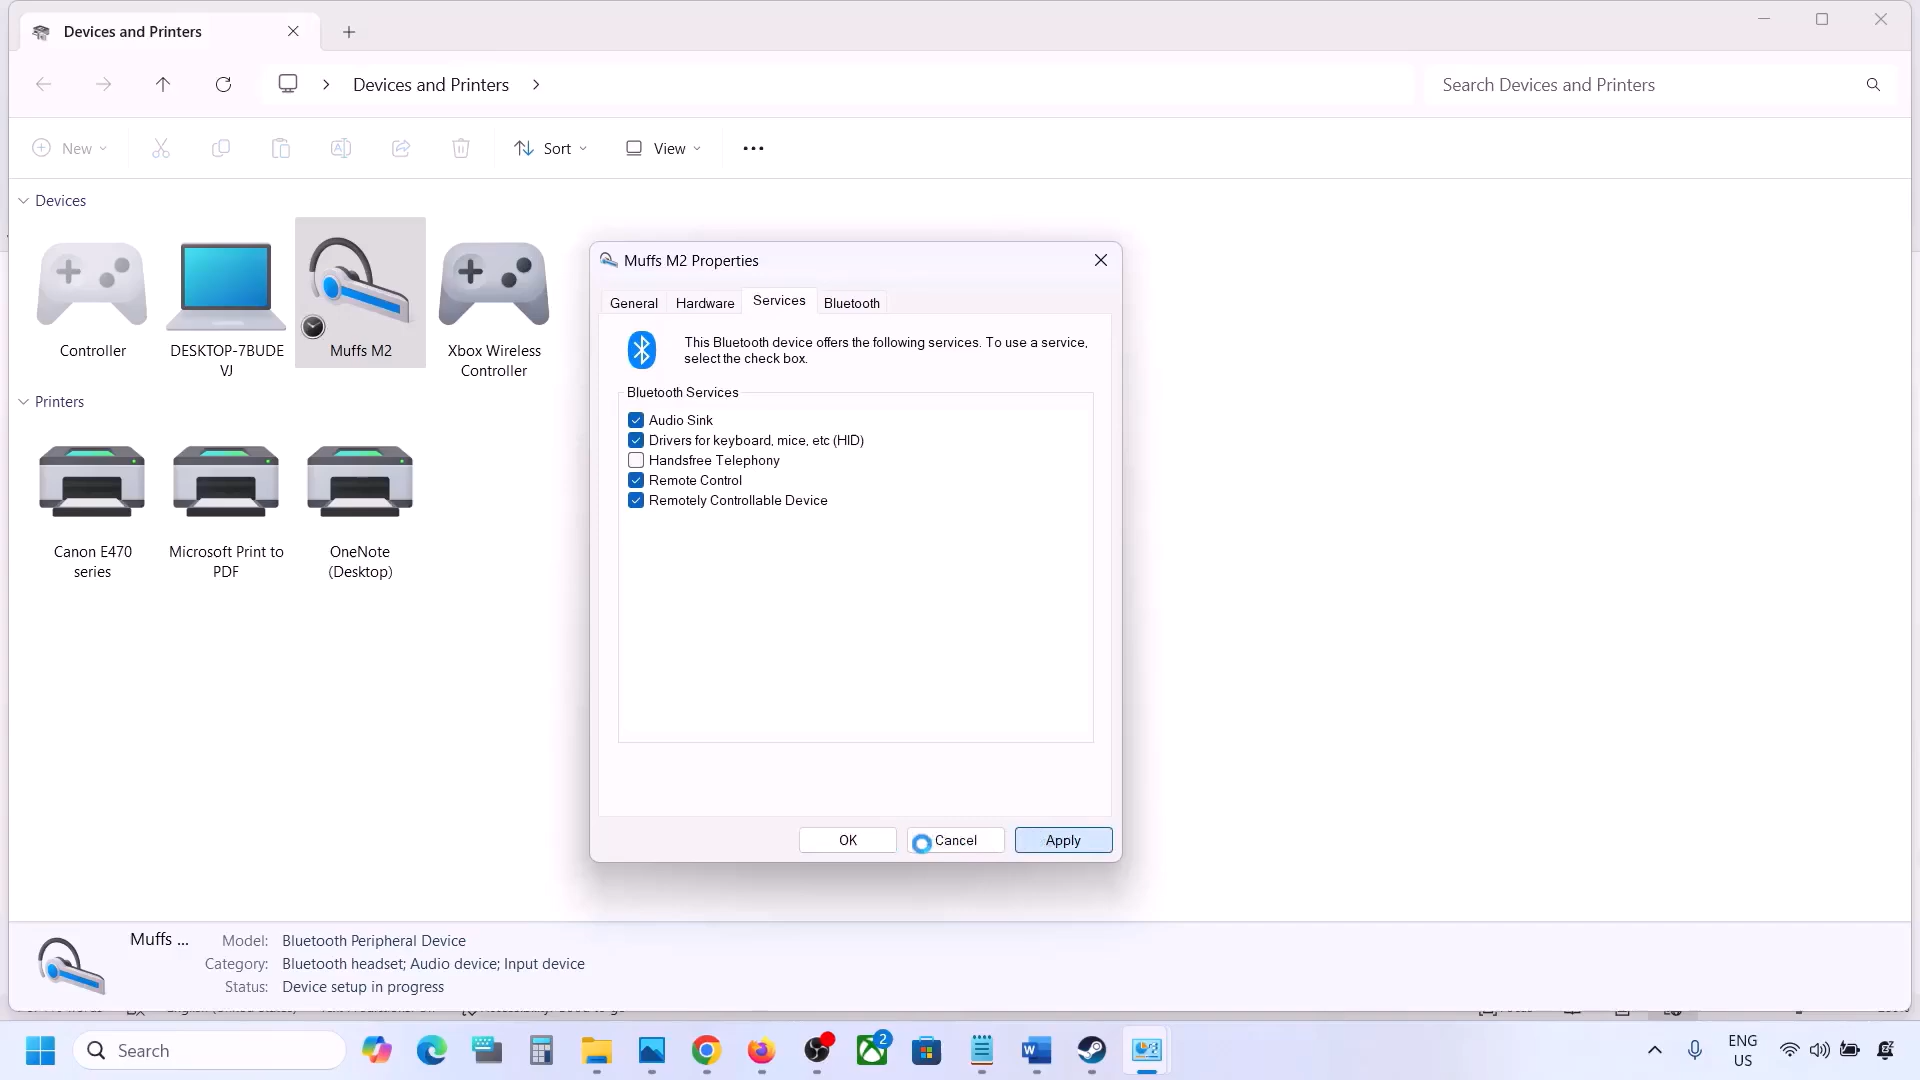 Devices and Printers
Devices and Printers
Search Devices and Printers
New
Sort
View
Devices
Controller
DESKTOP-7BUDE
VJ
Muffs M2
Xbox Wireless
Controller
Printers
Canon E470
series
Microsoft Print to
PDF
OneNote
(Desktop)
Muffs M2 Properties
General
Hardware
Services
Bluetooth
This Bluetooth device offers the following services. To use a service,
select the check box.
Bluetooth Services
Audio Sink
Drivers for keyboard, mice, etc (HID)
Handsfree Telephony
Remote Control
Remotely Controllable Device
OK
Cancel
Apply
Muffs ...
Model: Bluetooth Peripheral Device
Category: Bluetooth headset; Audio device; Input device
Status: Device setup in progress
Search
2
ENG
US